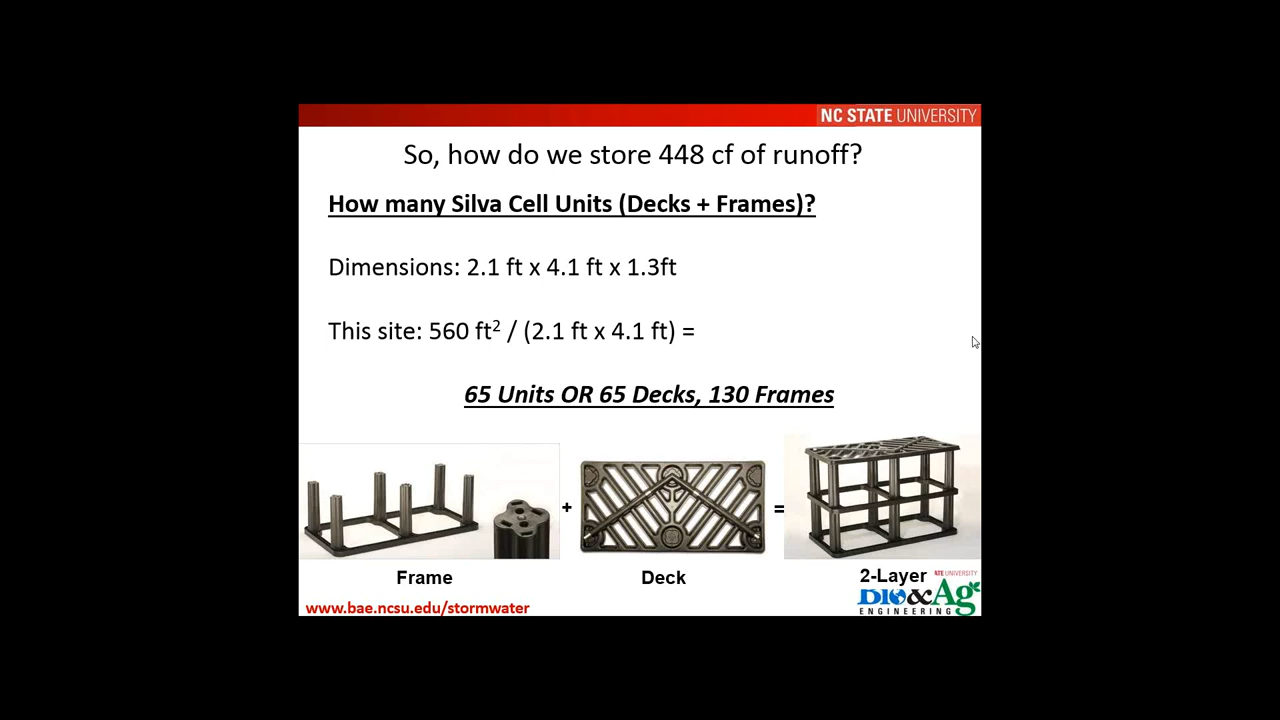 NC STATE UNIVERSITY
So, how do we store 448 cf of runoff?
How many Silva Cell Units (Decks + Frames)?
Dimensions: 2.1 ft x 4.1 ft x 1.3ft
This site: 560 ft² / (2.1 ft x 4.1 ft) =
65 Units OR 65 Decks, 130 Frames
+
=
Frame
Deck
2-Layer
ATE UNIVERSITY
BIO&Ag
ENGINEERING
www.bae.ncsu.edu/stormwater